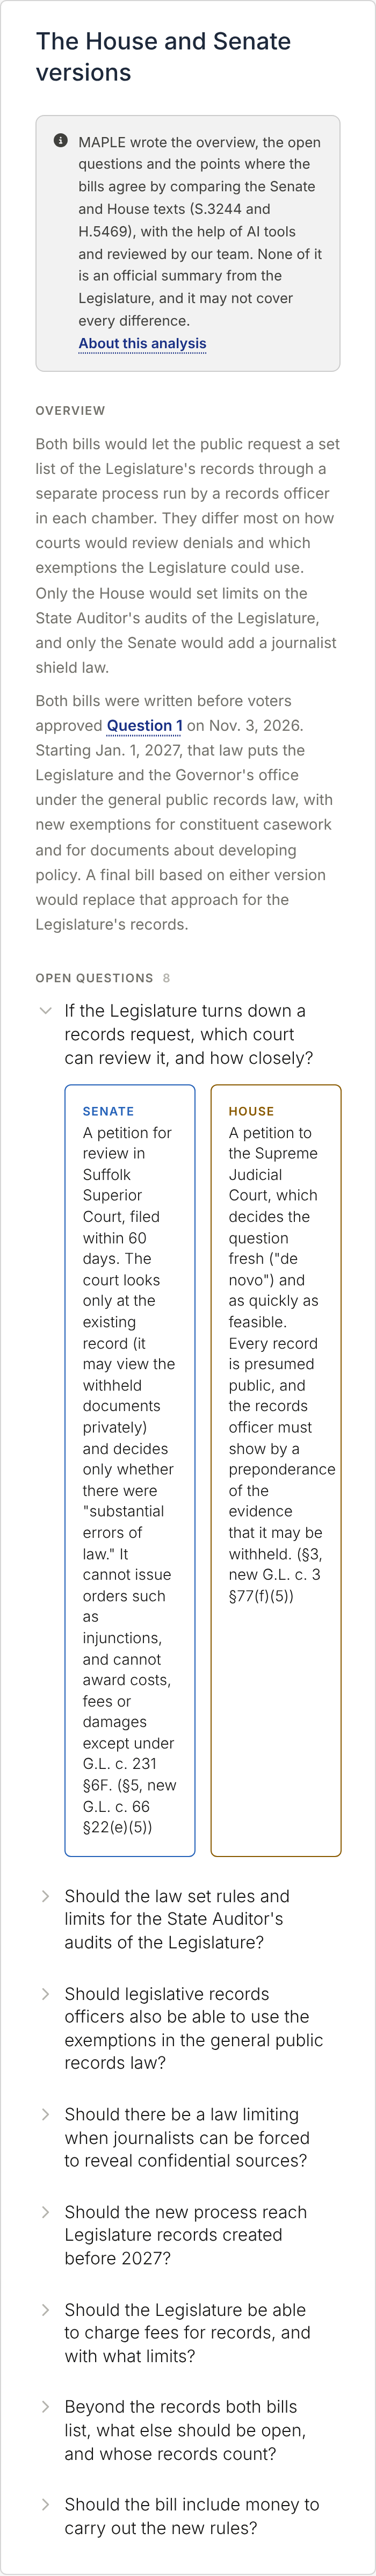 The House and Senate
versions
MAPLE wrote the overview, the open
questions and the points where the
bills agree by comparing the Senate
and House texts (S.3244 and
H.5469), with the help of AI tools
and reviewed by our team. None of it
is an official summary from the
Legislature, and it may not cover
every difference.
About this analysis
OVERVIEW
Both bills would let the public request a set
list of the Legislature's records through a
separate process run by a records officer
in each chamber. They differ most on how
courts would review denials and which
exemptions the Legislature could use.
Only the House would set limits on the
State Auditor's audits of the Legislature,
and only the Senate would add a journalist
shield law.
Both bills were written before voters
approved Question 1 on Nov. 3, 2026.
Starting Jan. 1, 2027, that law puts the
Legislature and the Governor's office
under the general public records law, with
new exemptions for constituent casework
and for documents about developing
policy. A final bill based on either version
would replace that approach for the
Legislature's records.
OPEN QUESTIONS 8
If the Legislature turns down a
records request, which court
can review it, and how closely?
SENATE
A petition for
review in
Suffolk
Superior
Court, filed
within 60
days. The
court looks
only at the
existing
record (it
may view the
withheld
documents
privately)
and decides
only whether
there were
"substantial
errors of
law." It
cannot issue
orders such
as
injunctions,
and cannot
award costs,
fees or
damages
except under
G.L. c. 231
§6F. (§5, new
G.L. c. 66
§22(e)(5))
HOUSE
A petition to
the Supreme
Judicial
Court, which
decides the
question
fresh ("de
novo") and
as quickly as
feasible.
Every record
is presumed
public, and
the records
officer must
show by a
preponderance
of the
evidence
that it may be
withheld. (§3,
new G.L. c. 3
§77(f)(5))
Should the law set rules and
limits for the State Auditor's
audits of the Legislature?
Should legislative records
officers also be able to use the
exemptions in the general public
records law?
Should there be a law limiting
when journalists can be forced
to reveal confidential sources?
Should the new process reach
Legislature records created
before 2027?
Should the Legislature be able
to charge fees for records, and
with what limits?
Beyond the records both bills
list, what else should be open,
and whose records count?
Should the bill include money to
carry out the new rules?